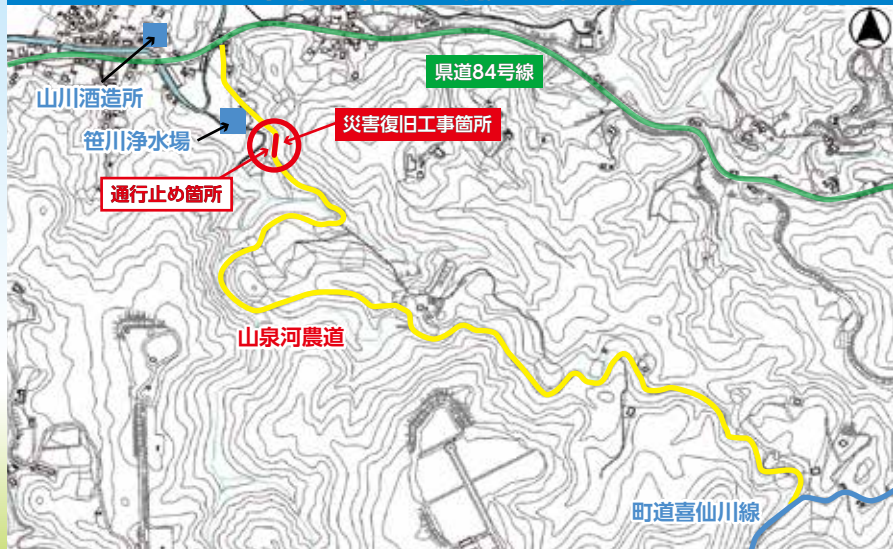 県道84号線
山川酒造所
笹川浄水場
災害復旧工事箇所
通行止め箇所
山泉河農道
町道喜仙川線